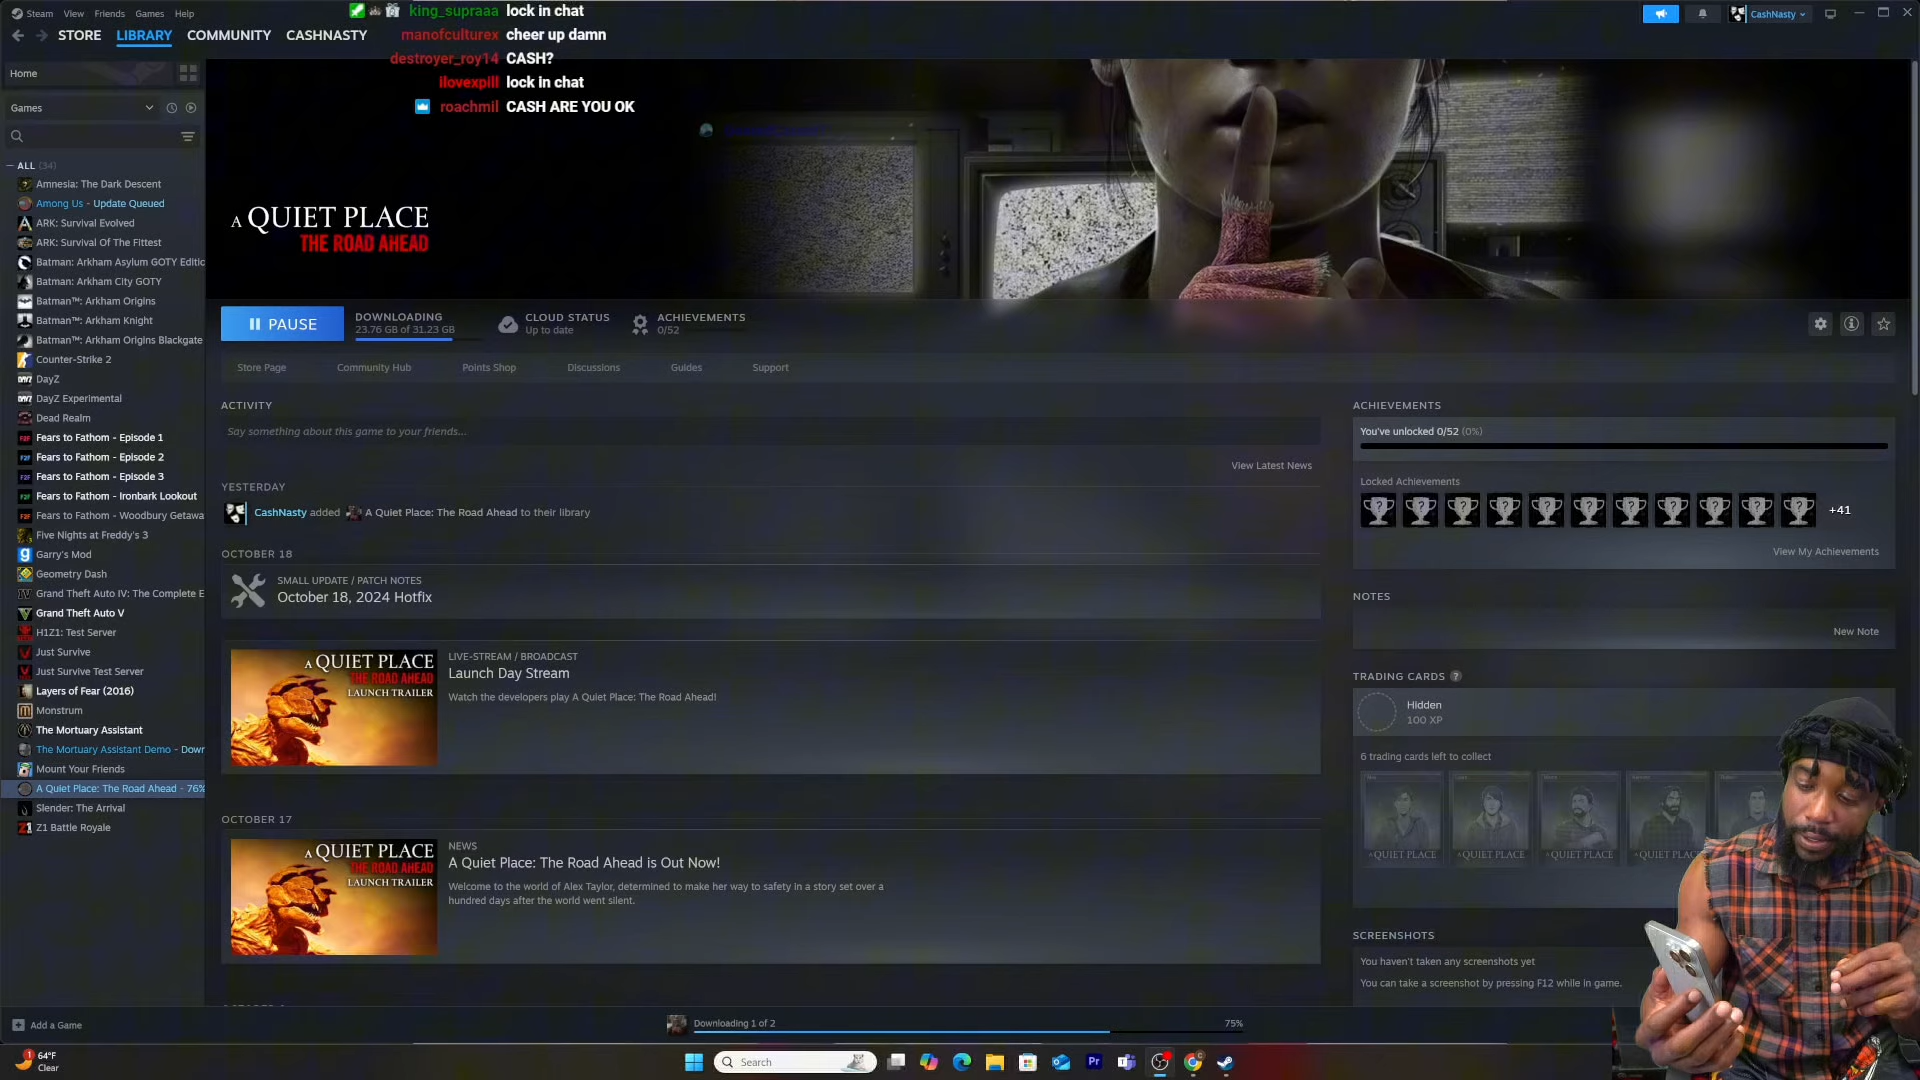 Steam View Friends Games Help
king_supraaa lock in chat
CashNasty
STORE LIBRARY COMMUNITY CASHNASTY
manofculturex cheer up damn
destroyer_roy14 CASH?
ilovexpill lock in chat
roachmil CASH ARE YOU OK
Home
Games
ALL (34)
Amnesia: The Dark Descent
Among Us - Update Queued
ARK: Survival Evolved
ARK: Survival Of The Fittest
Batman: Arkham Asylum GOTY Editic
Batman: Arkham City GOTY
Batman™: Arkham Origins
Batman™: Arkham Knight
Batman™: Arkham Origins Blackgate
Counter-Strike 2
DayZ
DayZ Experimental
Dead Realm
Fears to Fathom - Episode 1
Fears to Fathom - Episode 2
Fears to Fathom - Episode 3
Fears to Fathom - Ironbark Lookout
Fears to Fathom - Woodbury Getawa
Five Nights at Freddy's 3
Garry's Mod
Geometry Dash
Grand Theft Auto IV: The Complete E
Grand Theft Auto V
H1Z1: Test Server
Just Survive
Just Survive Test Server
Layers of Fear (2016)
Monstrum
The Mortuary Assistant
The Mortuary Assistant Demo - Dowr
Mount Your Friends
A Quiet Place: The Road Ahead - 76%
Slender: The Arrival
Z1 Battle Royale
Add a Game
A QUIET PLACE
THE ROAD AHEAD
PAUSE
DOWNLOADING
23.76 GB of 31.23 GB
CLOUD STATUS
Up to date
ACHIEVEMENTS
0/52
Store Page Community Hub Points Shop Discussions Guides Support
ACTIVITY
Say something about this game to your friends...
View Latest News
YESTERDAY
CashNasty added A Quiet Place: The Road Ahead to their library
OCTOBER 18
SMALL UPDATE / PATCH NOTES
October 18, 2024 Hotfix
A QUIET PLACE
THE ROAD AHEAD
LAUNCH TRAILER
LIVE-STREAM / BROADCAST
Launch Day Stream
Watch the developers play A Quiet Place: The Road Ahead!
OCTOBER 17
A QUIET PLACE
THE ROAD AHEAD
LAUNCH TRAILER
NEWS
A Quiet Place: The Road Ahead is Out Now!
Welcome to the world of Alex Taylor, determined to make her way to safety in a story set over a
hundred days after the world went silent.
ACHIEVEMENTS
You've unlocked 0/52 (0%)
Locked Achievements
+41
View My Achievements
NOTES
New Note
TRADING CARDS ?
Hidden
100 XP
6 trading cards left to collect
A QUIET PLACE A QUIET PLACE A QUIET PLACE A QUIET PLAC
SCREENSHOTS
You haven't taken any screenshots yet
You can take a screenshot by pressing F12 while in game.
Downloading 1 of 2
75%
1
64°F
Clear
Search
Pr